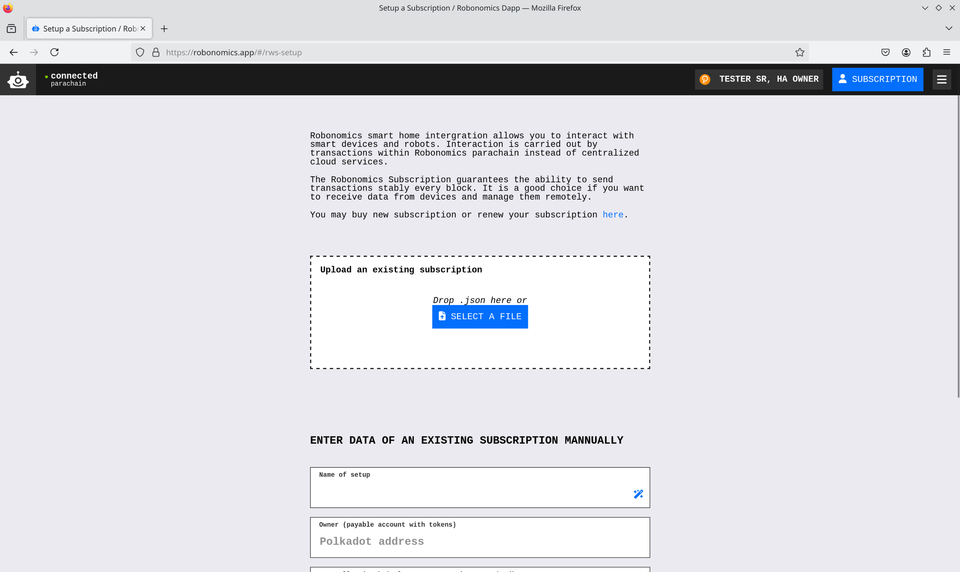 Setup a Subscription / Robonomics Dapp — Mozilla Firefox
Setup a Subscription / Rob
https://robonomics.app/#/rws-setup
connected
parachain
TESTER SR, HA OWNER
SUBSCRIPTION
Robonomics smart home intergration allows you to interact with
smart devices and robots. Interaction is carried out by
transactions within Robonomics parachain instead of centralized
cloud services.
The Robonomics Subscription guarantees the ability to send
transactions stably every block. It is a good choice if you want
to receive data from devices and manage them remotely.
You may buy new subscription or renew your subscription here.
Upload an existing subscription
Drop .json here or
SELECT A FILE
ENTER DATA OF AN EXISTING SUBSCRIPTION MANNUALLY
Name of setup
Owner (payable account with tokens)
Polkadot address